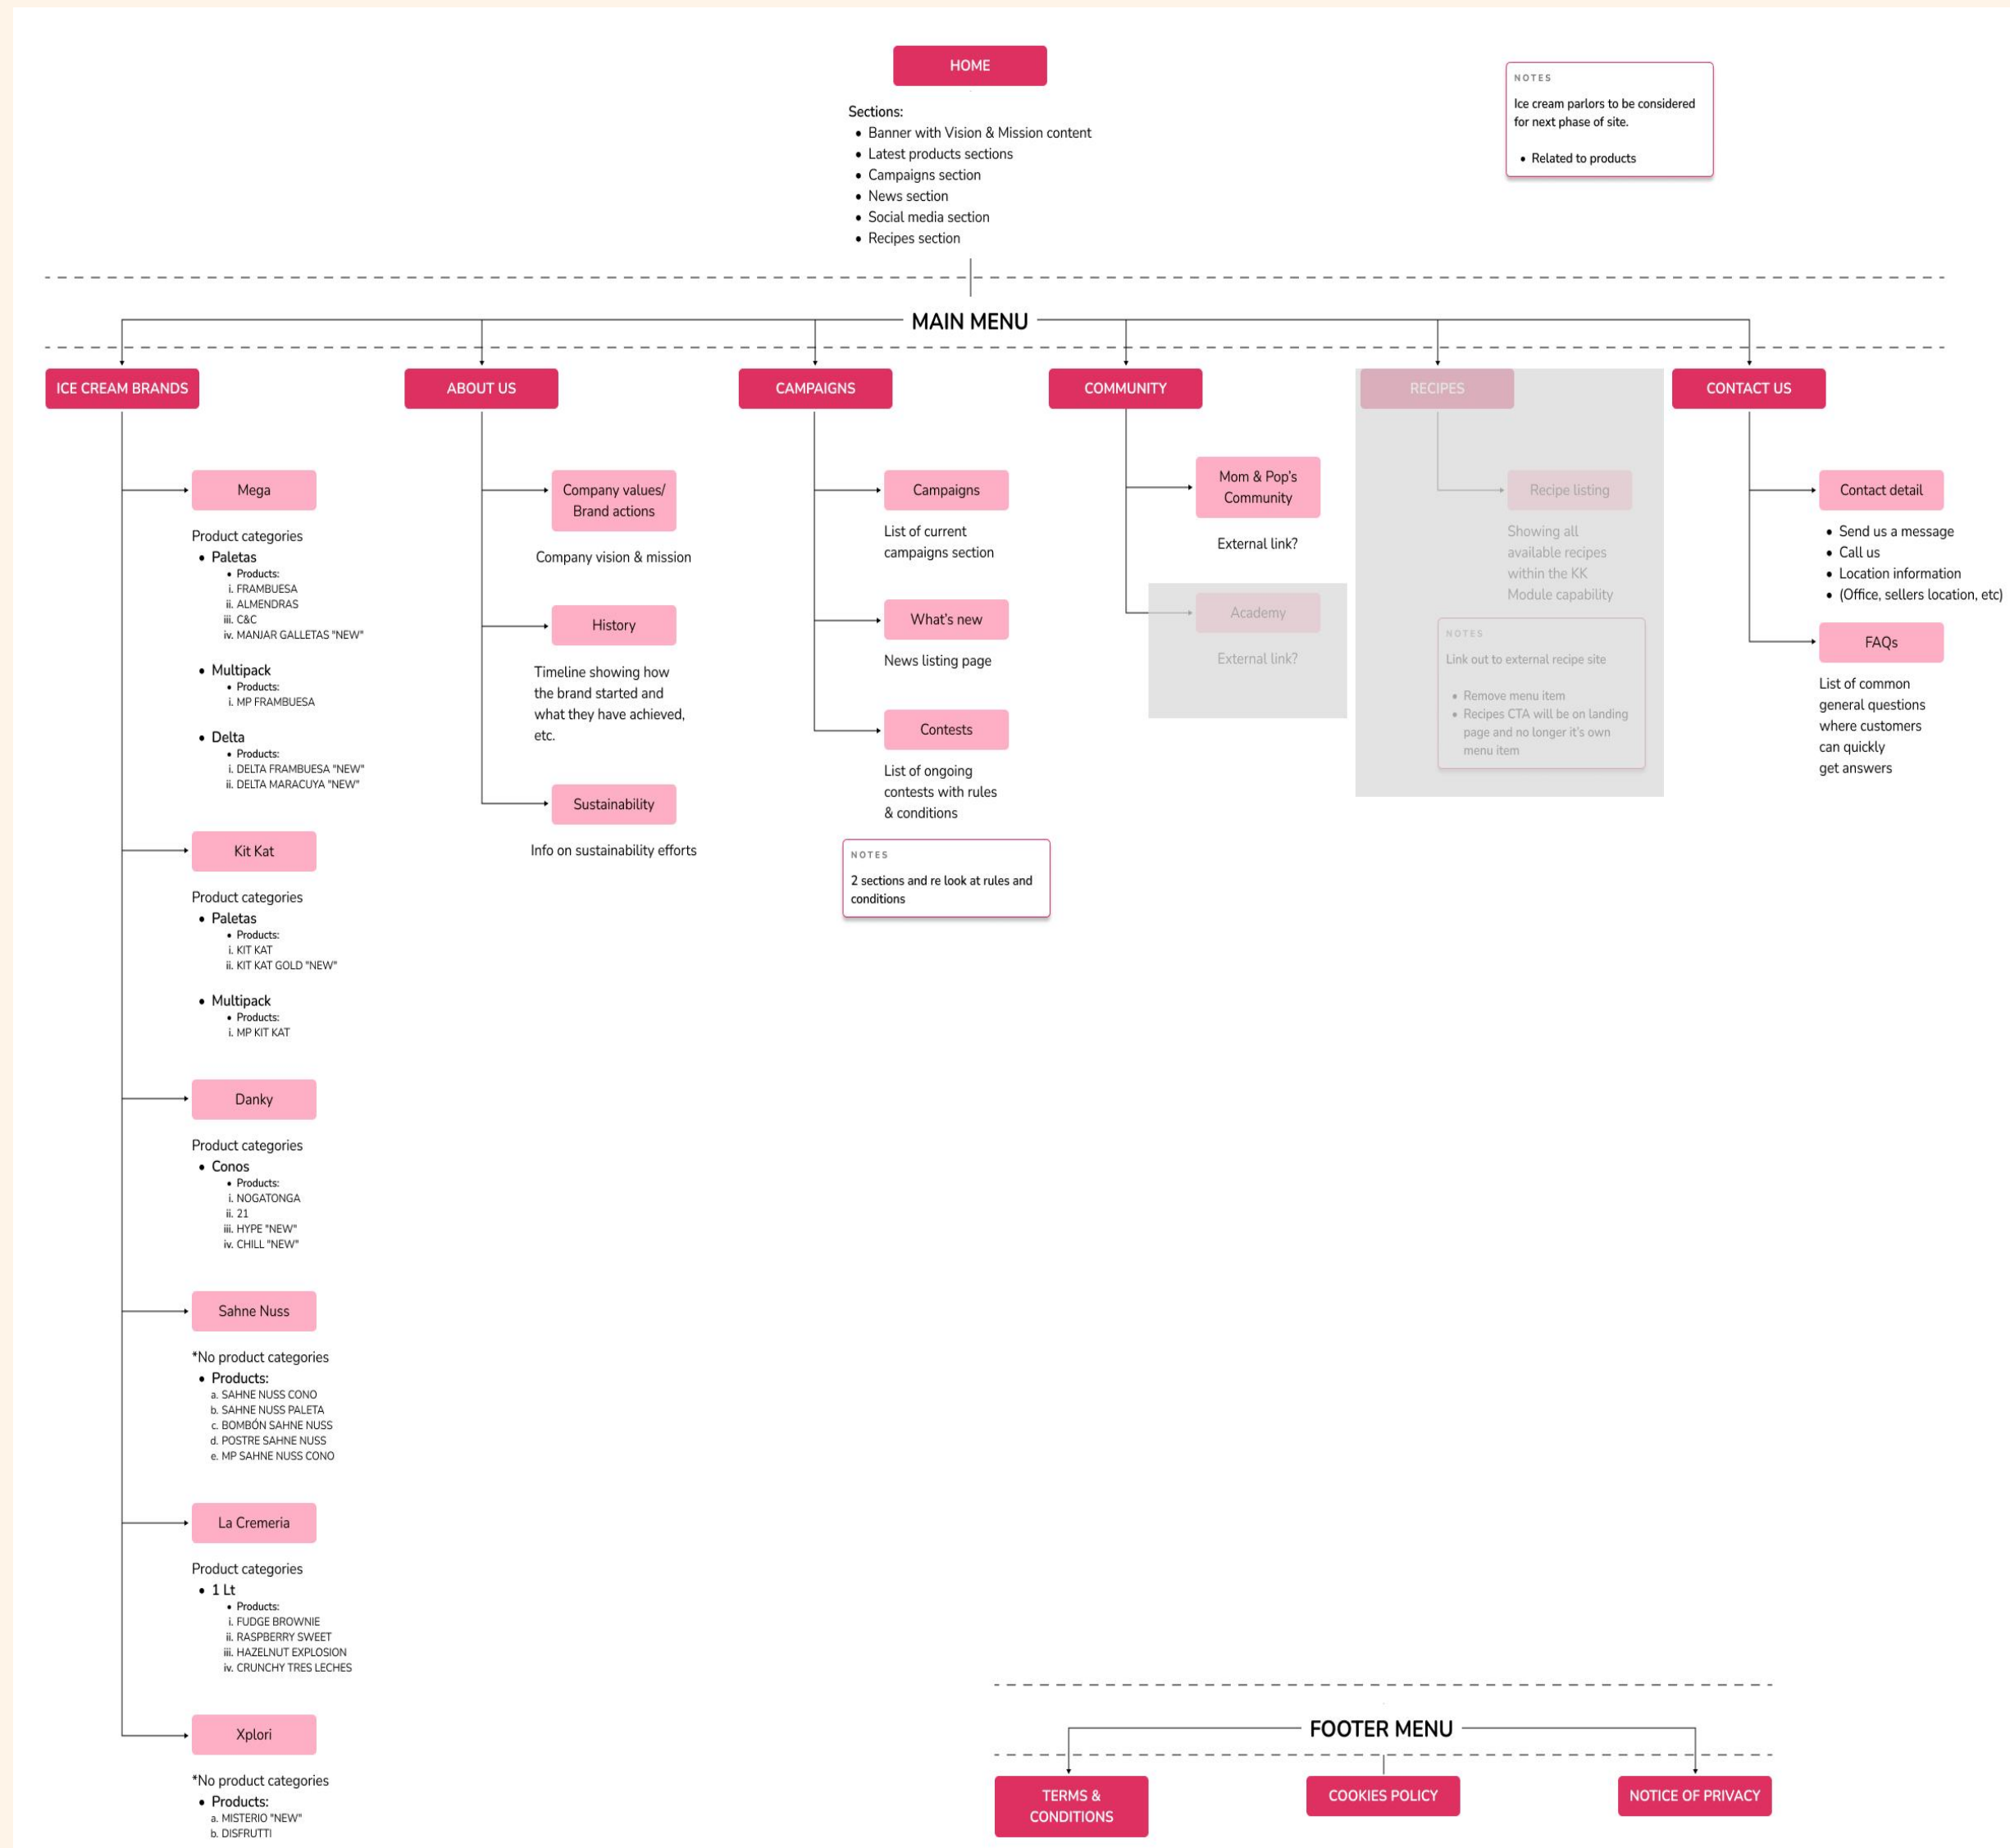 HOME
Sections:
• Banner with Vision & Mission content
• Latest products sections
• Campaigns section
• News section
• Social media section
• Recipes section
NOTES
Ice cream parlors to be considered
for next phase of site.
• Related to products
MAIN MENU
ICE CREAM BRANDS
Mega
Product categories
• Paletas
• Products:
i. FRAMBUESA
ii. ALMENDRAS
iii. C&C
iv. MANJAR GALLETAS "NEW"
• Multipack
• Products:
i. MP FRAMBUESA
• Delta
• Products:
i. DELTA FRAMBUESA "NEW"
ii. DELTA MARACUYA "NEW"
Kit Kat
Product categories
• Paletas
• Products:
i. KIT KAT
ii. KIT KAT GOLD "NEW"
• Multipack
• Products:
i. MP KIT KAT
Danky
Product categories
• Conos
• Products:
i. NOGATONGA
ii. 21
iii. HYPE "NEW"
iv. CHILL "NEW"
Sahne Nuss
*No product categories
• Products:
a. SAHNE NUSS CONO
b. SAHNE NUSS PALETA
c. BOMBÓN SAHNE NUSS
d. POSTRE SAHNE NUSS
e. MP SAHNE NUSS CONO
La Cremeria
Product categories
• 1 Lt
• Products:
i. FUDGE BROWNIE
ii. RASPBERRY SWEET
iii. HAZELNUT EXPLOSION
iv. CRUNCHY TRES LECHES
Xplori
*No product categories
• Products:
a. MISTERIO "NEW"
b. DISFRUTTI
ABOUT US
Company values/
Brand actions
Company vision & mission
History
Timeline showing how
the brand started and
what they have achieved,
etc.
Sustainability
Info on sustainability efforts
CAMPAIGNS
Campaigns
List of current
campaigns section
What's new
News listing page
Contests
List of ongoing
contests with rules
& conditions
NOTES
2 sections and re look at rules and
conditions
COMMUNITY
Mom & Pop's
Community
External link?
Academy
External link?
RECIPES
Recipe listing
Showing all
available recipes
within the KK
Module capability
NOTES
Link out to external recipe site
• Remove menu item
• Recipes CTA will be on landing
page and no longer it's own
menu item
CONTACT US
Contact detail
• Send us a message
• Call us
• Location information
• (Office, sellers location, etc)
FAQs
List of common
general questions
where customers
can quickly
get answers
FOOTER MENU
TERMS &
CONDITIONS
COOKIES POLICY
NOTICE OF PRIVACY